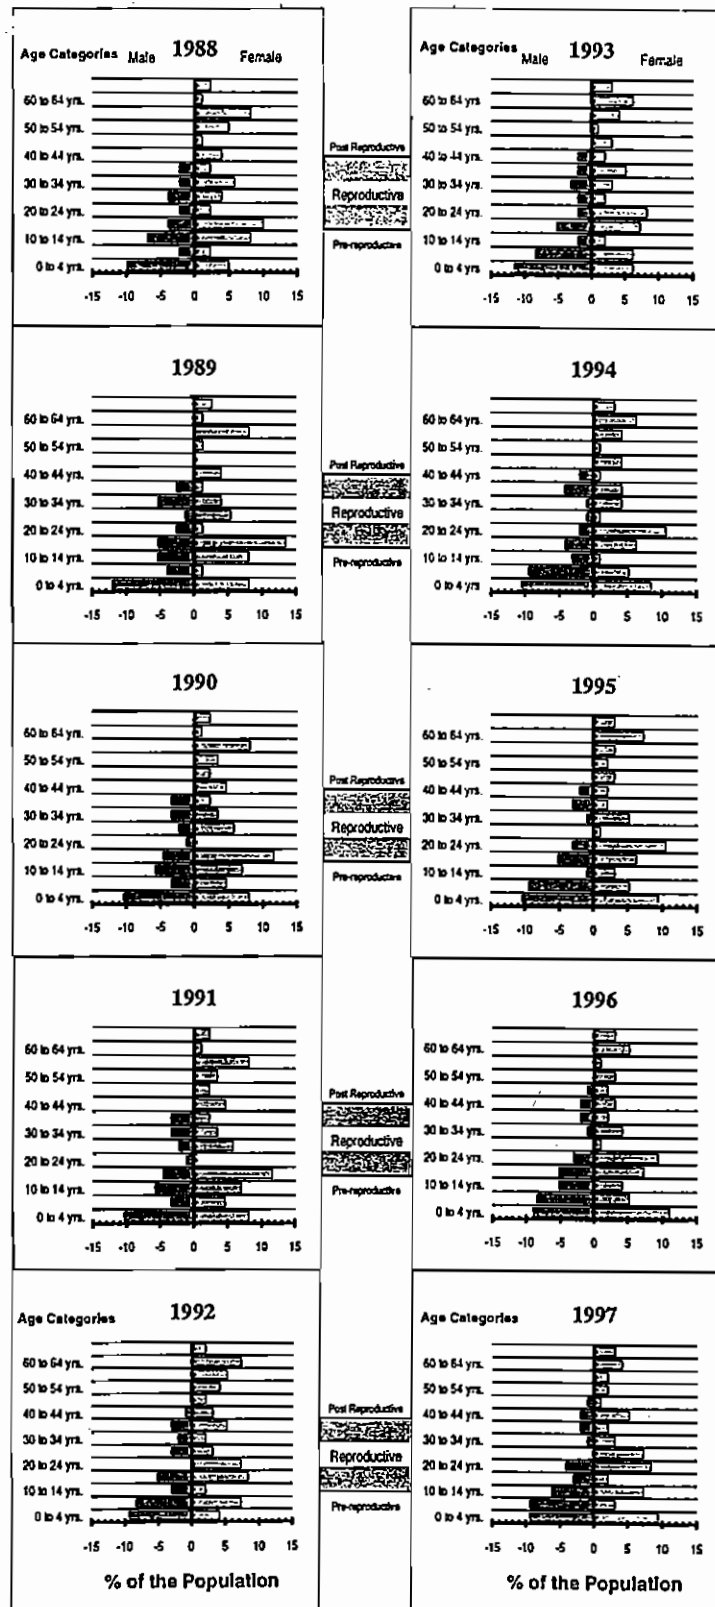 1988
Age Categories Male Female
60 to 64 yrs.
50 to 54 yrs.
40 to 44 yrs.
30 to 34 yrs.
20 to 24 yrs.
10 to 14 yrs.
0 to 4 yrs.
-15 -10 -5 0 5 10 15
1989
60 to 64 yrs.
50 to 54 yrs.
40 to 44 yrs.
30 to 34 yrs.
20 to 24 yrs.
10 to 14 yrs.
0 to 4 yrs.
-15 -10 -5 0 5 10 15
1990
60 to 64 yrs.
50 to 54 yrs.
40 to 44 yrs.
30 to 34 yrs.
20 to 24 yrs.
10 to 14 yrs.
0 to 4 yrs.
-15 -10 -5 0 5 10 15
1991
60 to 64 yrs.
50 to 54 yrs.
40 to 44 yrs.
30 to 34 yrs.
20 to 24 yrs.
10 to 14 yrs.
0 to 4 yrs.
-15 -10 -5 0 5 10 15
Age Categories 1992
60 to 64 yrs.
50 to 54 yrs.
40 to 44 yrs.
30 to 34 yrs.
20 to 24 yrs.
10 to 14 yrs.
0 to 4 yrs.
-15 -10 -5 0 5 10 15
% of the Population
Post Reproductive
Reproductive
Pre-reproductive
Post Reproductive
Reproductive
Pre-reproductive
Post Reproductive
Reproductive
Pre-reproductive
Post Reproductive
Reproductive
Pre-reproductive
Post Reproductive
Reproductive
Pre-reproductive
Age Categories Male 1993 Female
60 to 64 yrs
50 to 54 yrs.
40 to 44 yrs.
30 to 34 yrs.
20 to 24 yrs.
10 to 14 yrs.
0 to 4 yrs
-15 -10 -5 0 5 10 15
1994
60 to 64 yrs.
50 to 54 yrs.
40 to 44 yrs.
30 to 34 yrs.
20 to 24 yrs.
10 to 14 yrs.
0 to 4 yrs
-15 -10 -5 0 5 10 15
1995
60 to 64 yrs.
50 to 54 yrs
40 to 44 yrs.
30 to 34 yrs.
20 to 24 yrs.
10 to 14 yrs.
0 to 4 yrs.
-15 -10 -5 0 5 10 15
1996
60 to 64 yrs.
50 to 54 yrs.
40 to 44 yrs.
30 to 34 yrs.
20 to 24 yrs.
10 to 14 yrs.
0 to 4 yrs.
-15 -10 -5 0 5 10 15
Age Categories 1997
60 to 64 yrs.
50 to 54 yrs.
40 to 44 yrs.
30 to 34 yrs.
20 to 24 yrs.
10 to 14 yrs.
0 to 4 yrs.
-15 -10 -5 0 5 10 15
% of the Population